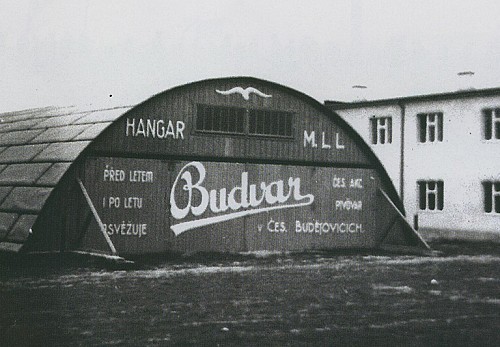 HANGAR
M.L.L
PŘED LETEM
I PO LETU
OSVĚŽUJE
Budvar
ČES. AKC.
PIVOVAR
v ČES. BUDĚJOVICÍCH.